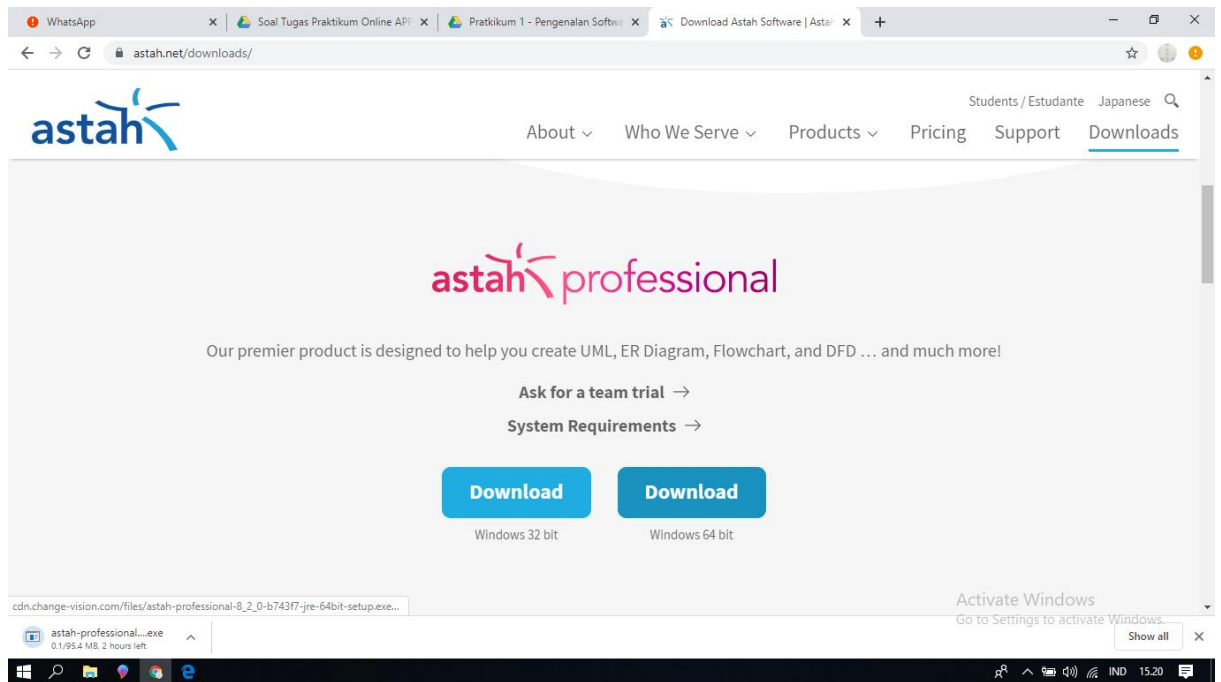 WhatsApp
Soal Tugas Praktikum Online APP
Pratkikum 1 - Pengenalan Softw
Download Astah Software | Astah
astah.net/downloads/
Students / Estudante Japanese
astah
About Who We Serve Products Pricing Support Downloads
astah professional
Our premier product is designed to help you create UML, ER Diagram, Flowchart, and DFD … and much more!
Ask for a team trial →
System Requirements →
Download Download
Windows 32 bit Windows 64 bit
cdn.change-vision.com/files/astah-professional-8_2_0-b743f7-jre-64bit-setup.exe...
Activate Windows
Go to Settings to activate Windows.
astah-professional....exe
0.1/95.4 MB, 2 hours left
Show all
IND 15.20